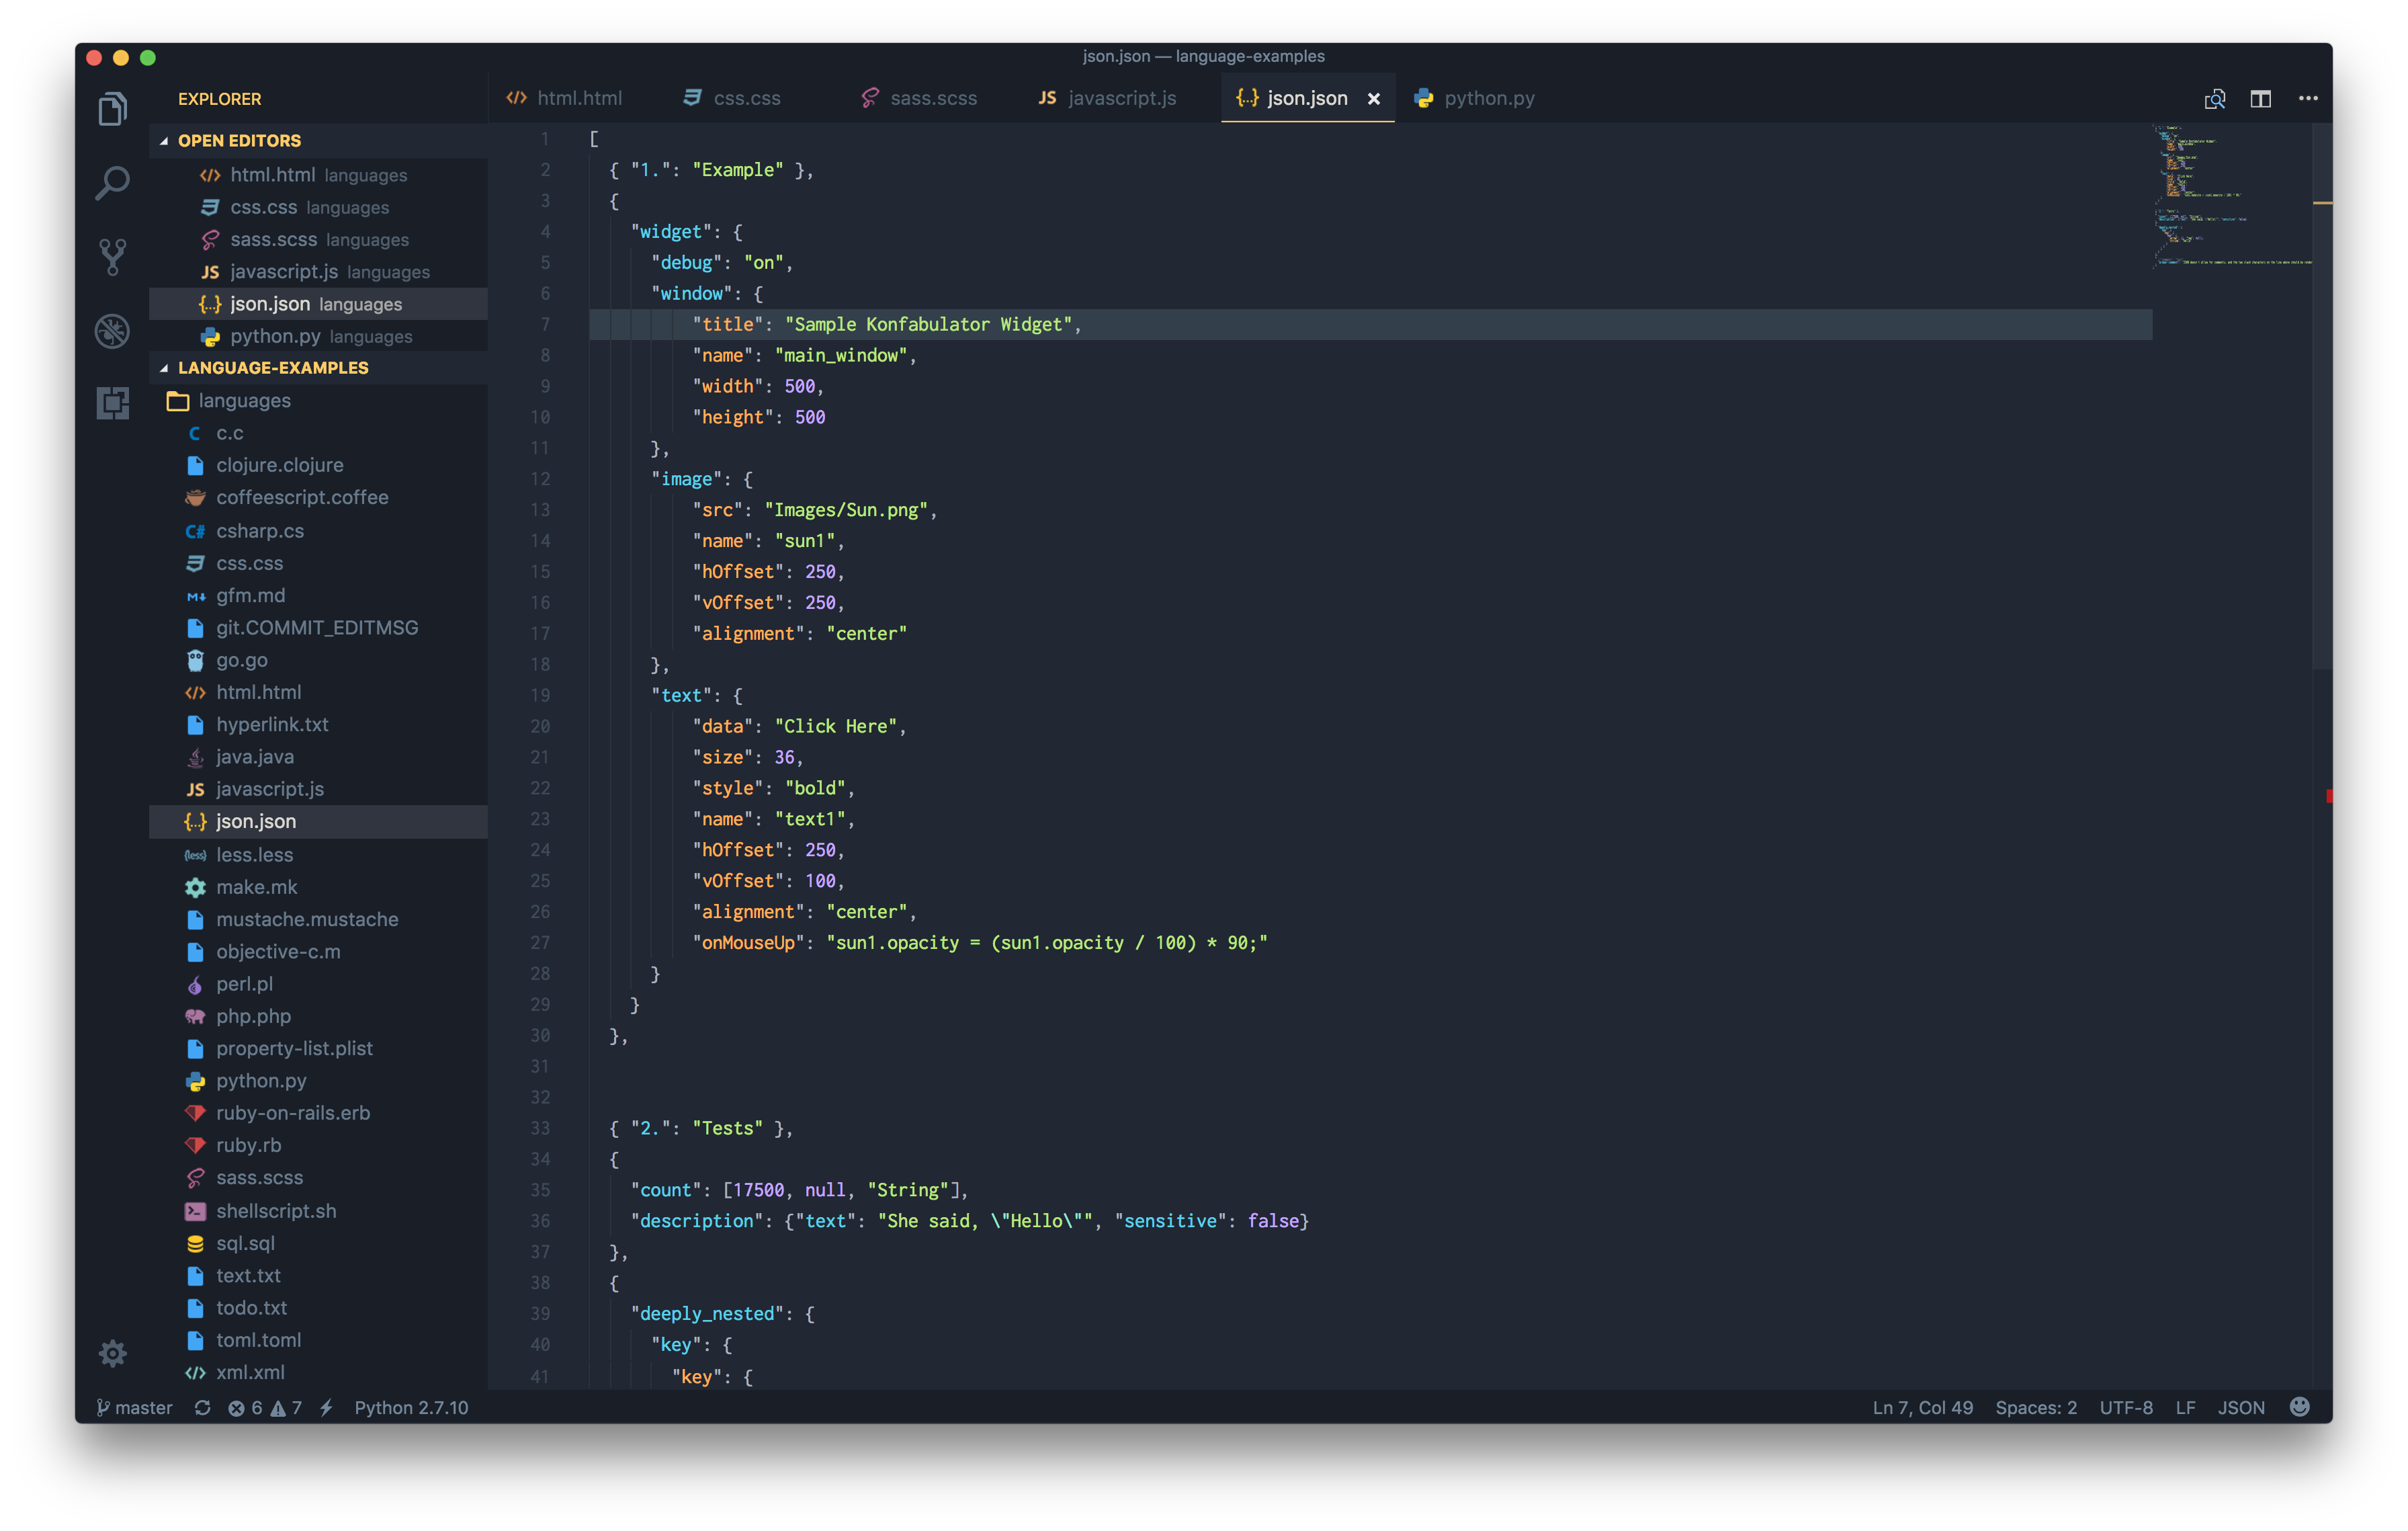 json.json — language-examples
EXPLORER
OPEN EDITORS
html.html languages
css.css languages
sass.scss languages
JS javascript.js languages
{..} json.json languages
python.py languages
LANGUAGE-EXAMPLES
languages
C c.c
clojure.clojure
coffeescript.coffee
C# csharp.cs
css.css
M gfm.md
git.COMMIT_EDITMSG
go.go
</> html.html
hyperlink.txt
java.java
JS javascript.js
{..} json.json
{less} less.less
make.mk
mustache.mustache
objective-c.m
perl.pl
php.php
property-list.plist
python.py
ruby-on-rails.erb
ruby.rb
sass.scss
shellscript.sh
sql.sql
text.txt
todo.txt
toml.toml
</> xml.xml
</> html.html css.css sass.scss JS javascript.js {..} json.json × python.py
1 [
2 { "1.": "Example" },
3 {
4 "widget": {
5 "debug": "on",
6 "window": {
7 "title": "Sample Konfabulator Widget",
8 "name": "main_window",
9 "width": 500,
10 "height": 500
11 },
12 "image": {
13 "src": "Images/Sun.png",
14 "name": "sun1",
15 "hOffset": 250,
16 "vOffset": 250,
17 "alignment": "center"
18 },
19 "text": {
20 "data": "Click Here",
21 "size": 36,
22 "style": "bold",
23 "name": "text1",
24 "hOffset": 250,
25 "vOffset": 100,
26 "alignment": "center",
27 "onMouseUp": "sun1.opacity = (sun1.opacity / 100) * 90;"
28 }
29 }
30 },
31
32
33 { "2.": "Tests" },
34 {
35 "count": [17500, null, "String"],
36 "description": {"text": "She said, \"Hello\"", "sensitive": false}
37 },
38 {
39 "deeply_nested": {
40 "key": {
41 "key": {
master 6 7 Python 2.7.10 Ln 7, Col 49 Spaces: 2 UTF-8 LF JSON